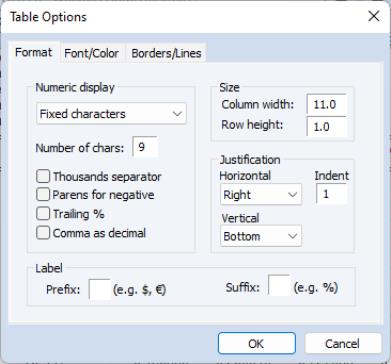 Table Options
Format Font/Color Borders/Lines
Numeric display
Fixed characters
Number of chars: 9
Thousands separator
Parens for negative
Trailing %
Comma as decimal
Size
Column width: 11.0
Row height: 1.0
Justification
Horizontal Indent
Right 1
Vertical
Bottom
Label
Prefix: (e.g. $, €) Suffix: (e.g. %)
OK Cancel